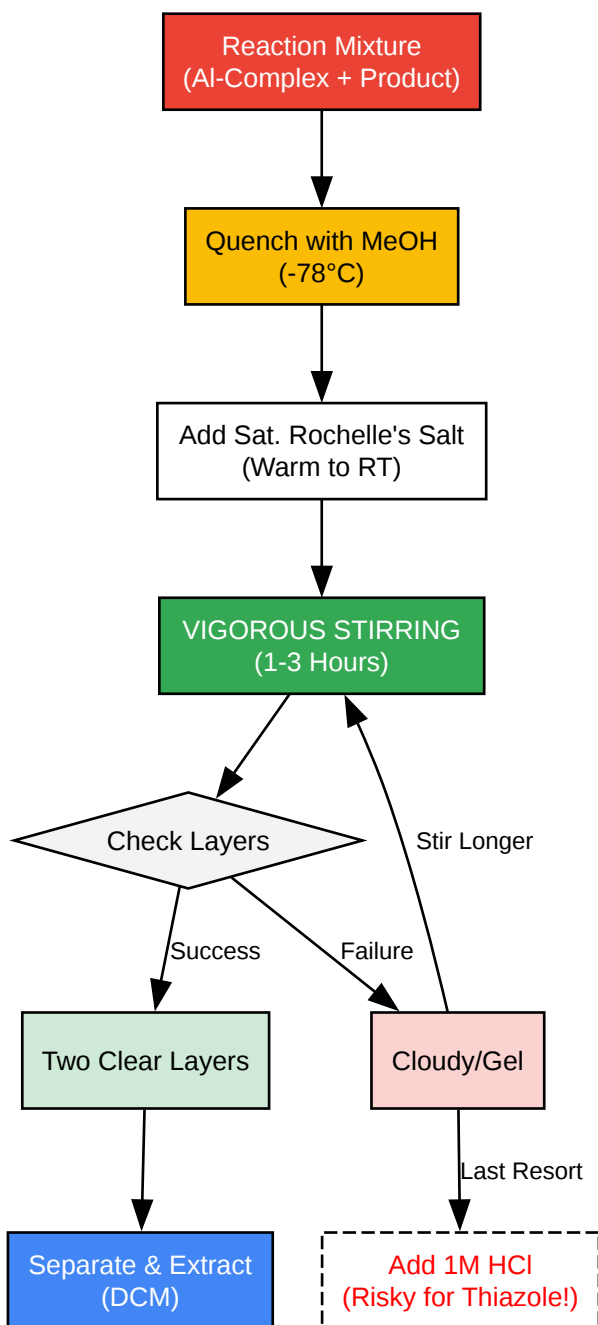 Reaction Mixture
(Al-Complex + Product)
Quench with MeOH
(-78°C)
Add Sat. Rochelle's Salt
(Warm to RT)
VIGOROUS STIRRING
(1-3 Hours)
Check Layers
Stir Longer
Success
Failure
Two Clear Layers
Cloudy/Gel
Last Resort
Separate & Extract
(DCM)
Add 1M HCl
(Risky for Thiazole!)